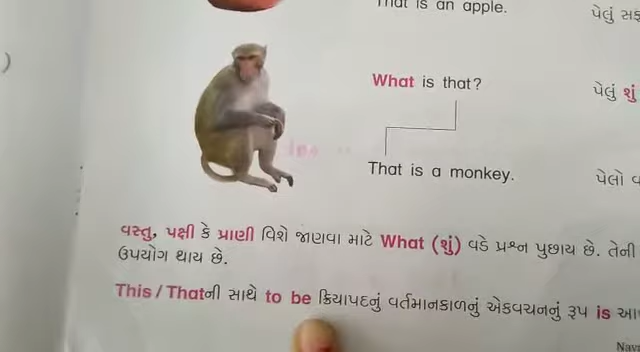 That is an apple.
પેલું
What is that?
પેલું શું
That is a monkey.
પેલો
વસ્તુ, પક્ષી કે પ્રાણી વિશે જાણવા માટે What (શું) વડે પ્રશ્ન પુછાય છે. તેની
ઉપયોગ થાય છે.
This / Thatની સાથે to be ક્રિયાપદનું વર્તમાનકાળનું એકવચનનું રૂપ is